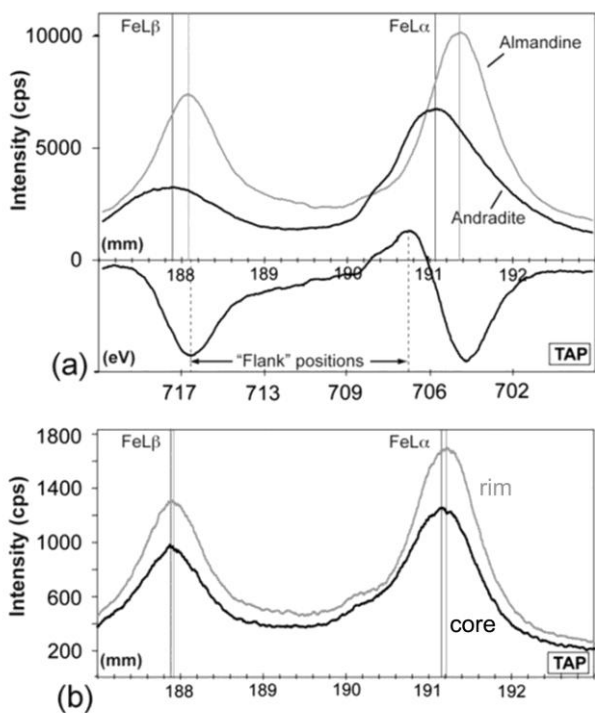 FeLβ FeLα
10000
Almandine
Intensity (cps)
5000
Andradite
(mm)
0
188 189 190 191 192
(a)
(eV)
"Flank" positions
TAP
717 713 709 706 702
1800
FeLβ FeLα
1400
rim
Intensity (cps)
1000
600
core
200
(mm)
TAP
188 189 190 191 192
(b)